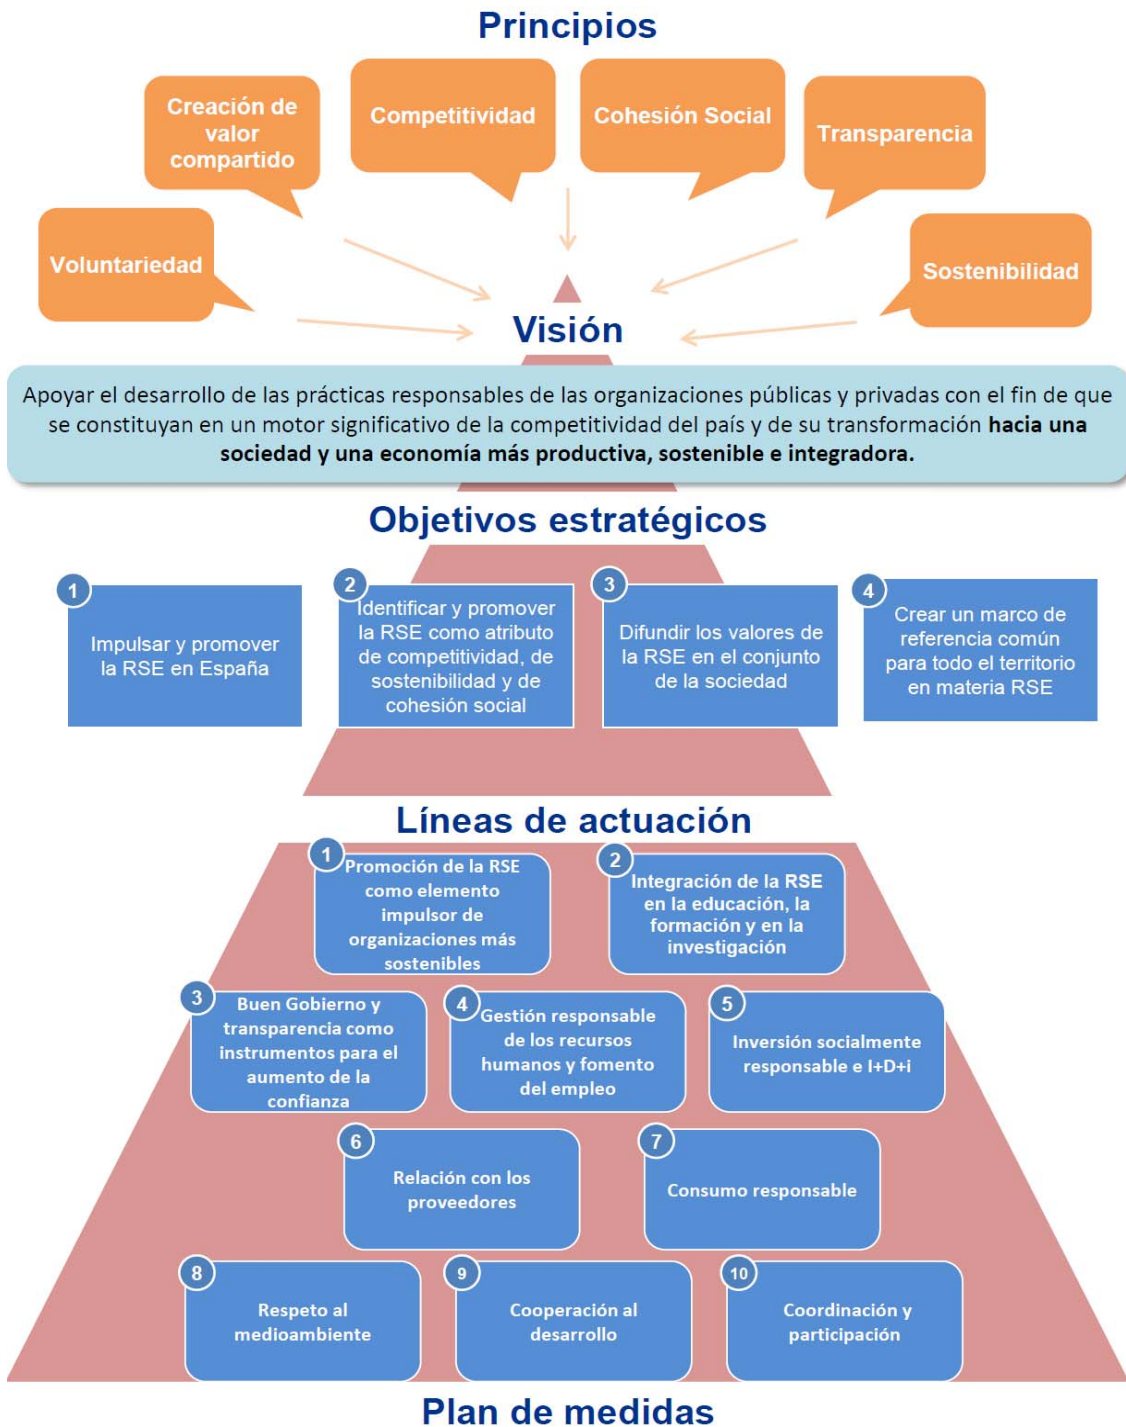 Principios
Creación de
valor
compartido
Competitividad
Cohesión Social
Transparencia
Voluntariedad
Sostenibilidad
Visión
Apoyar el desarrollo de las prácticas responsables de las organizaciones públicas y privadas con el fin de que
se constituyan en un motor significativo de la competitividad del país y de su transformación hacia una
sociedad y una economía más productiva, sostenible e integradora.
Objetivos estratégicos
1
Impulsar y promover
la RSE en España
2
Identificar y promover
la RSE como atributo
de competitividad, de
sostenibilidad y de
cohesión social
3
Difundir los valores de
la RSE en el conjunto
de la sociedad
4
Crear un marco de
referencia común
para todo el territorio
en materia RSE
Líneas de actuación
1
Promoción de la RSE
como elemento
impulsor de
organizaciones más
sostenibles
2
Integración de la RSE
en la educación, la
formación y en la
investigación
3
Buen Gobierno y
transparencia como
instrumentos para el
aumento de la
confianza
4
Gestión responsable
de los recursos
humanos y fomento
del empleo
5
Inversión socialmente
responsable e I+D+i
6
Relación con los
proveedores
7
Consumo responsable
8
Respeto al
medioambiente
9
Cooperación al
desarrollo
10
Coordinación y
participación
Plan de medidas